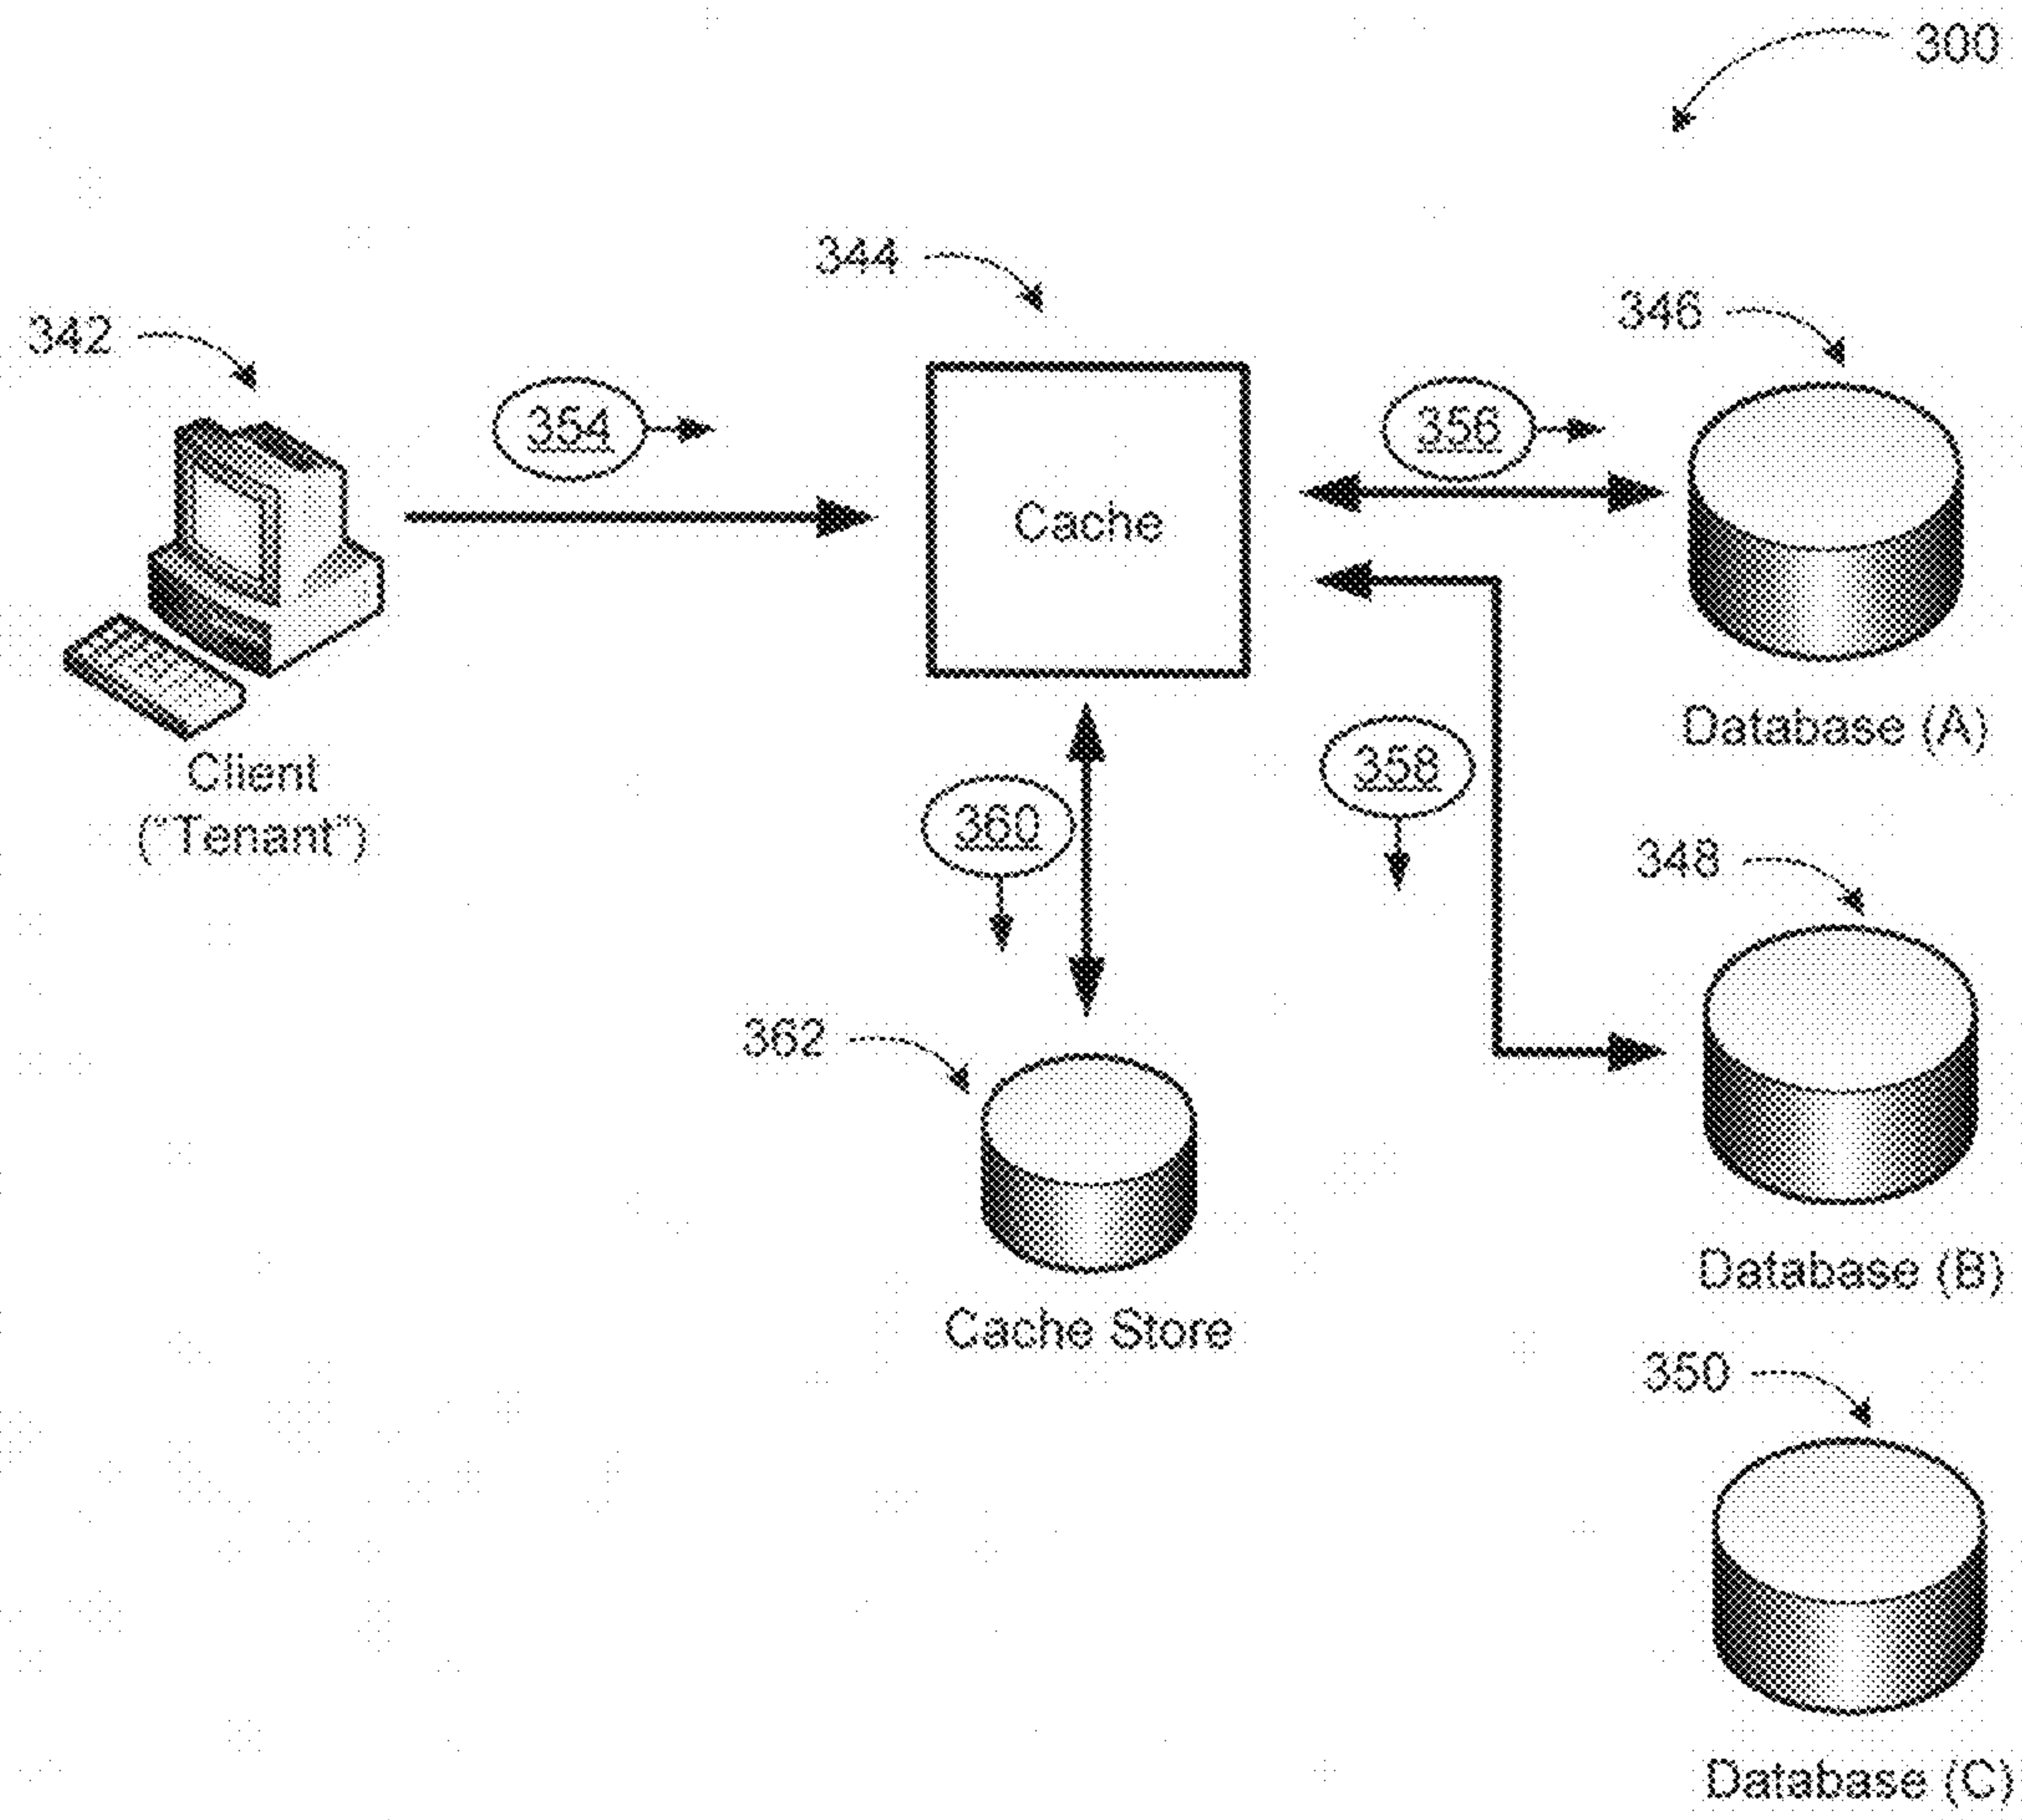 300
344
346
342
354
356
Cache
Database (A)
Client
("Tenant")
358
360
348
362
Database (B)
Cache Store
350
Database (C)